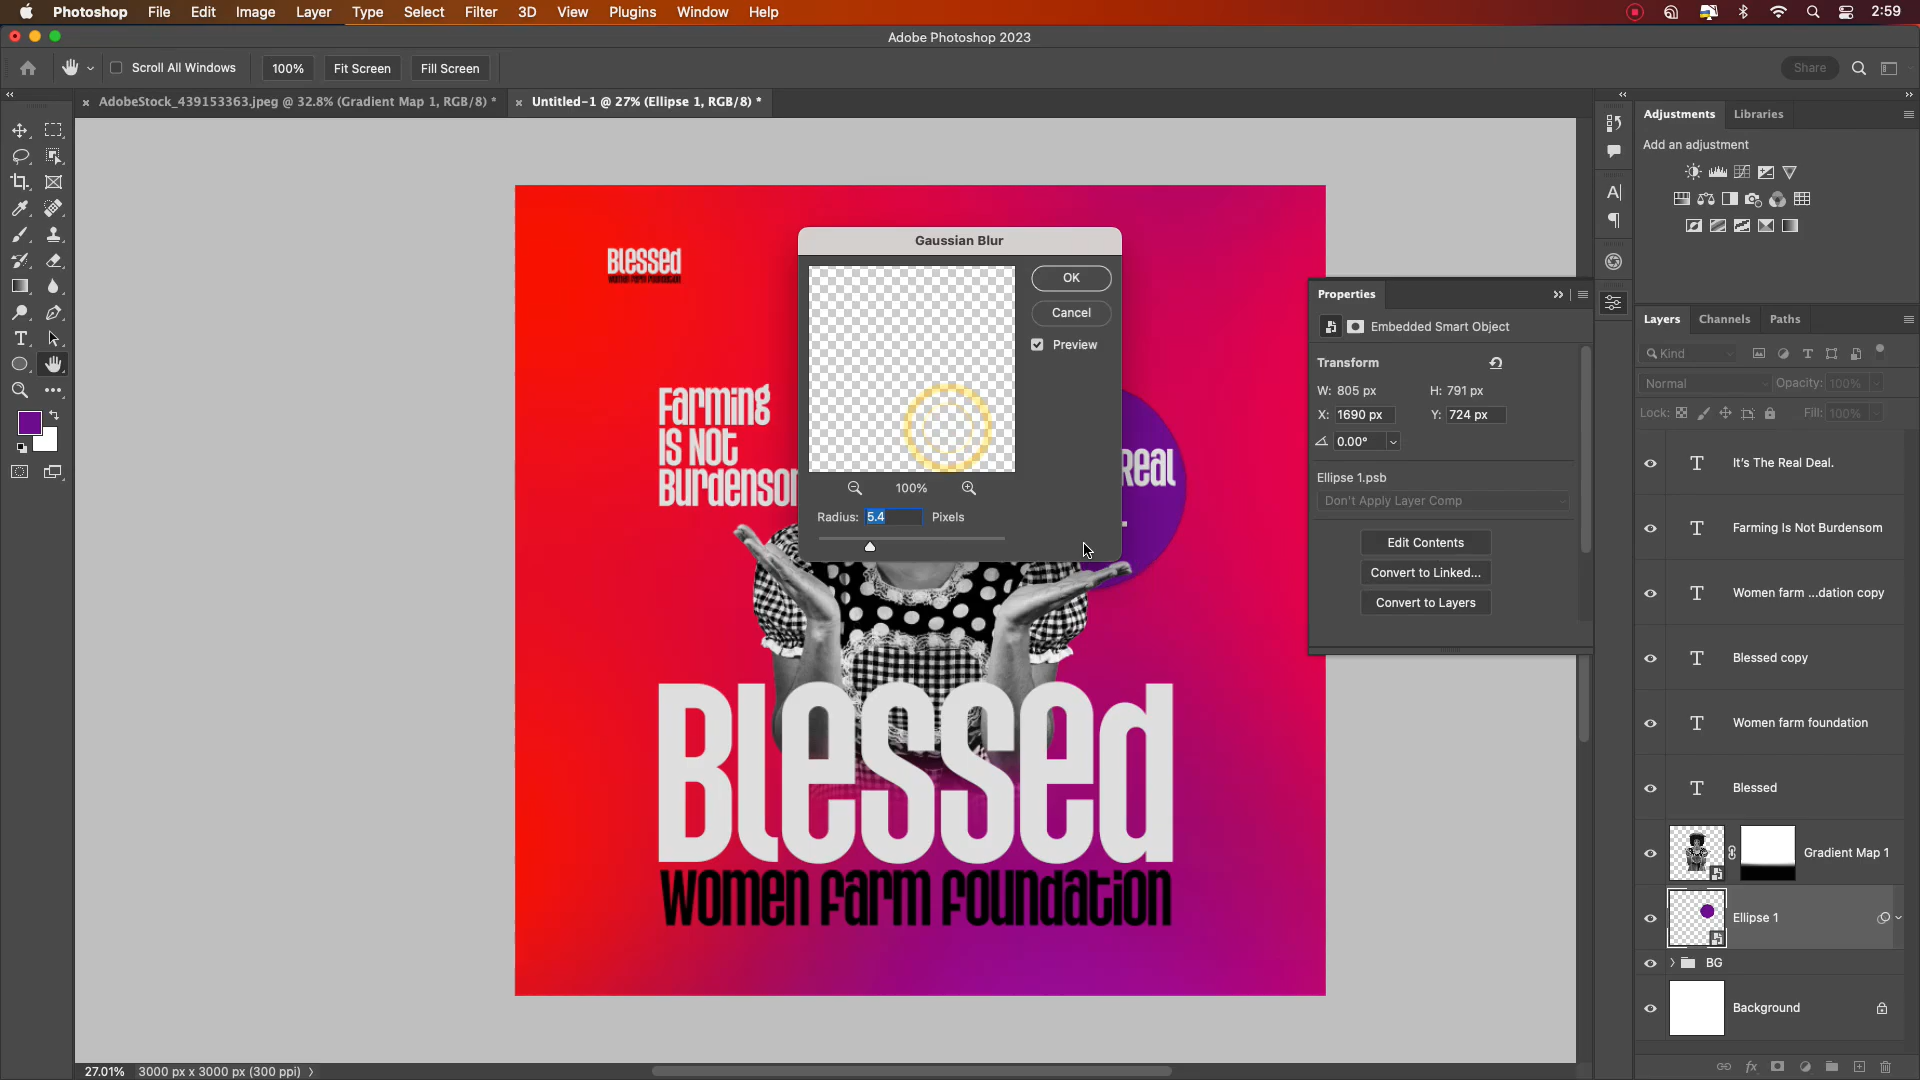 Photoshop File Edit Image Layer Type Select Filter 3D View Plugins Window Help 2:59
Adobe Photoshop 2023
Scroll All Windows 100% Fit Screen Fill Screen Share
AdobeStock_439153363.jpeg @ 32.8% (Gradient Map 1, RGB/8) * Untitled-1 @ 27% (Ellipse 1, RGB/8) *
Adjustments Libraries
Add an adjustment
Blessed
Women farm foundation
Farming
Is Not
Real
Blessed
Women farm foundation
Gaussian Blur
OK
Cancel
Preview
100%
Radius: 5.4 Pixels
Properties
Embedded Smart Object
Transform
W: 805 px H: 791 px
X: 1690 px Y: 724 px
0.00°
Ellipse 1.psb
Don't Apply Layer Comp
Edit Contents
Convert to Linked...
Convert to Layers
Layers Channels Paths
Kind
Normal Opacity: 100%
Lock: Fill: 100%
It's The Real Deal.
Farming Is Not Burdensom
Women farm ...dation copy
Blessed copy
Women farm foundation
Blessed
Gradient Map 1
Ellipse 1
BG
Background
27.01% 3000 px x 3000 px (300 ppi)